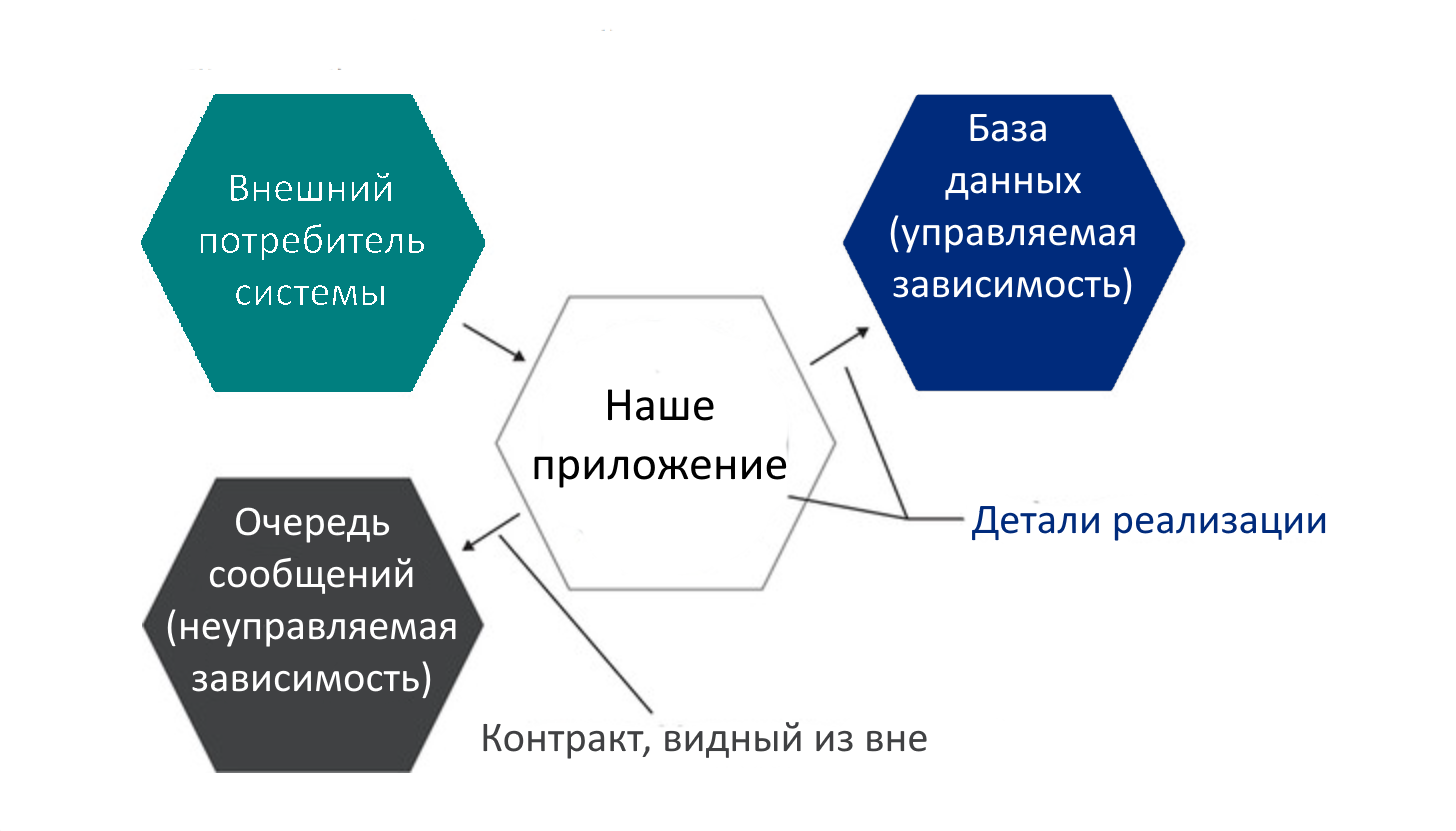 Внешний
потребитель
системы
База
данных
(управляемая
зависимость)
Наше
приложение
Очередь
сообщений
(неуправляемая
зависимость)
Детали реализации
Контракт, видный из вне